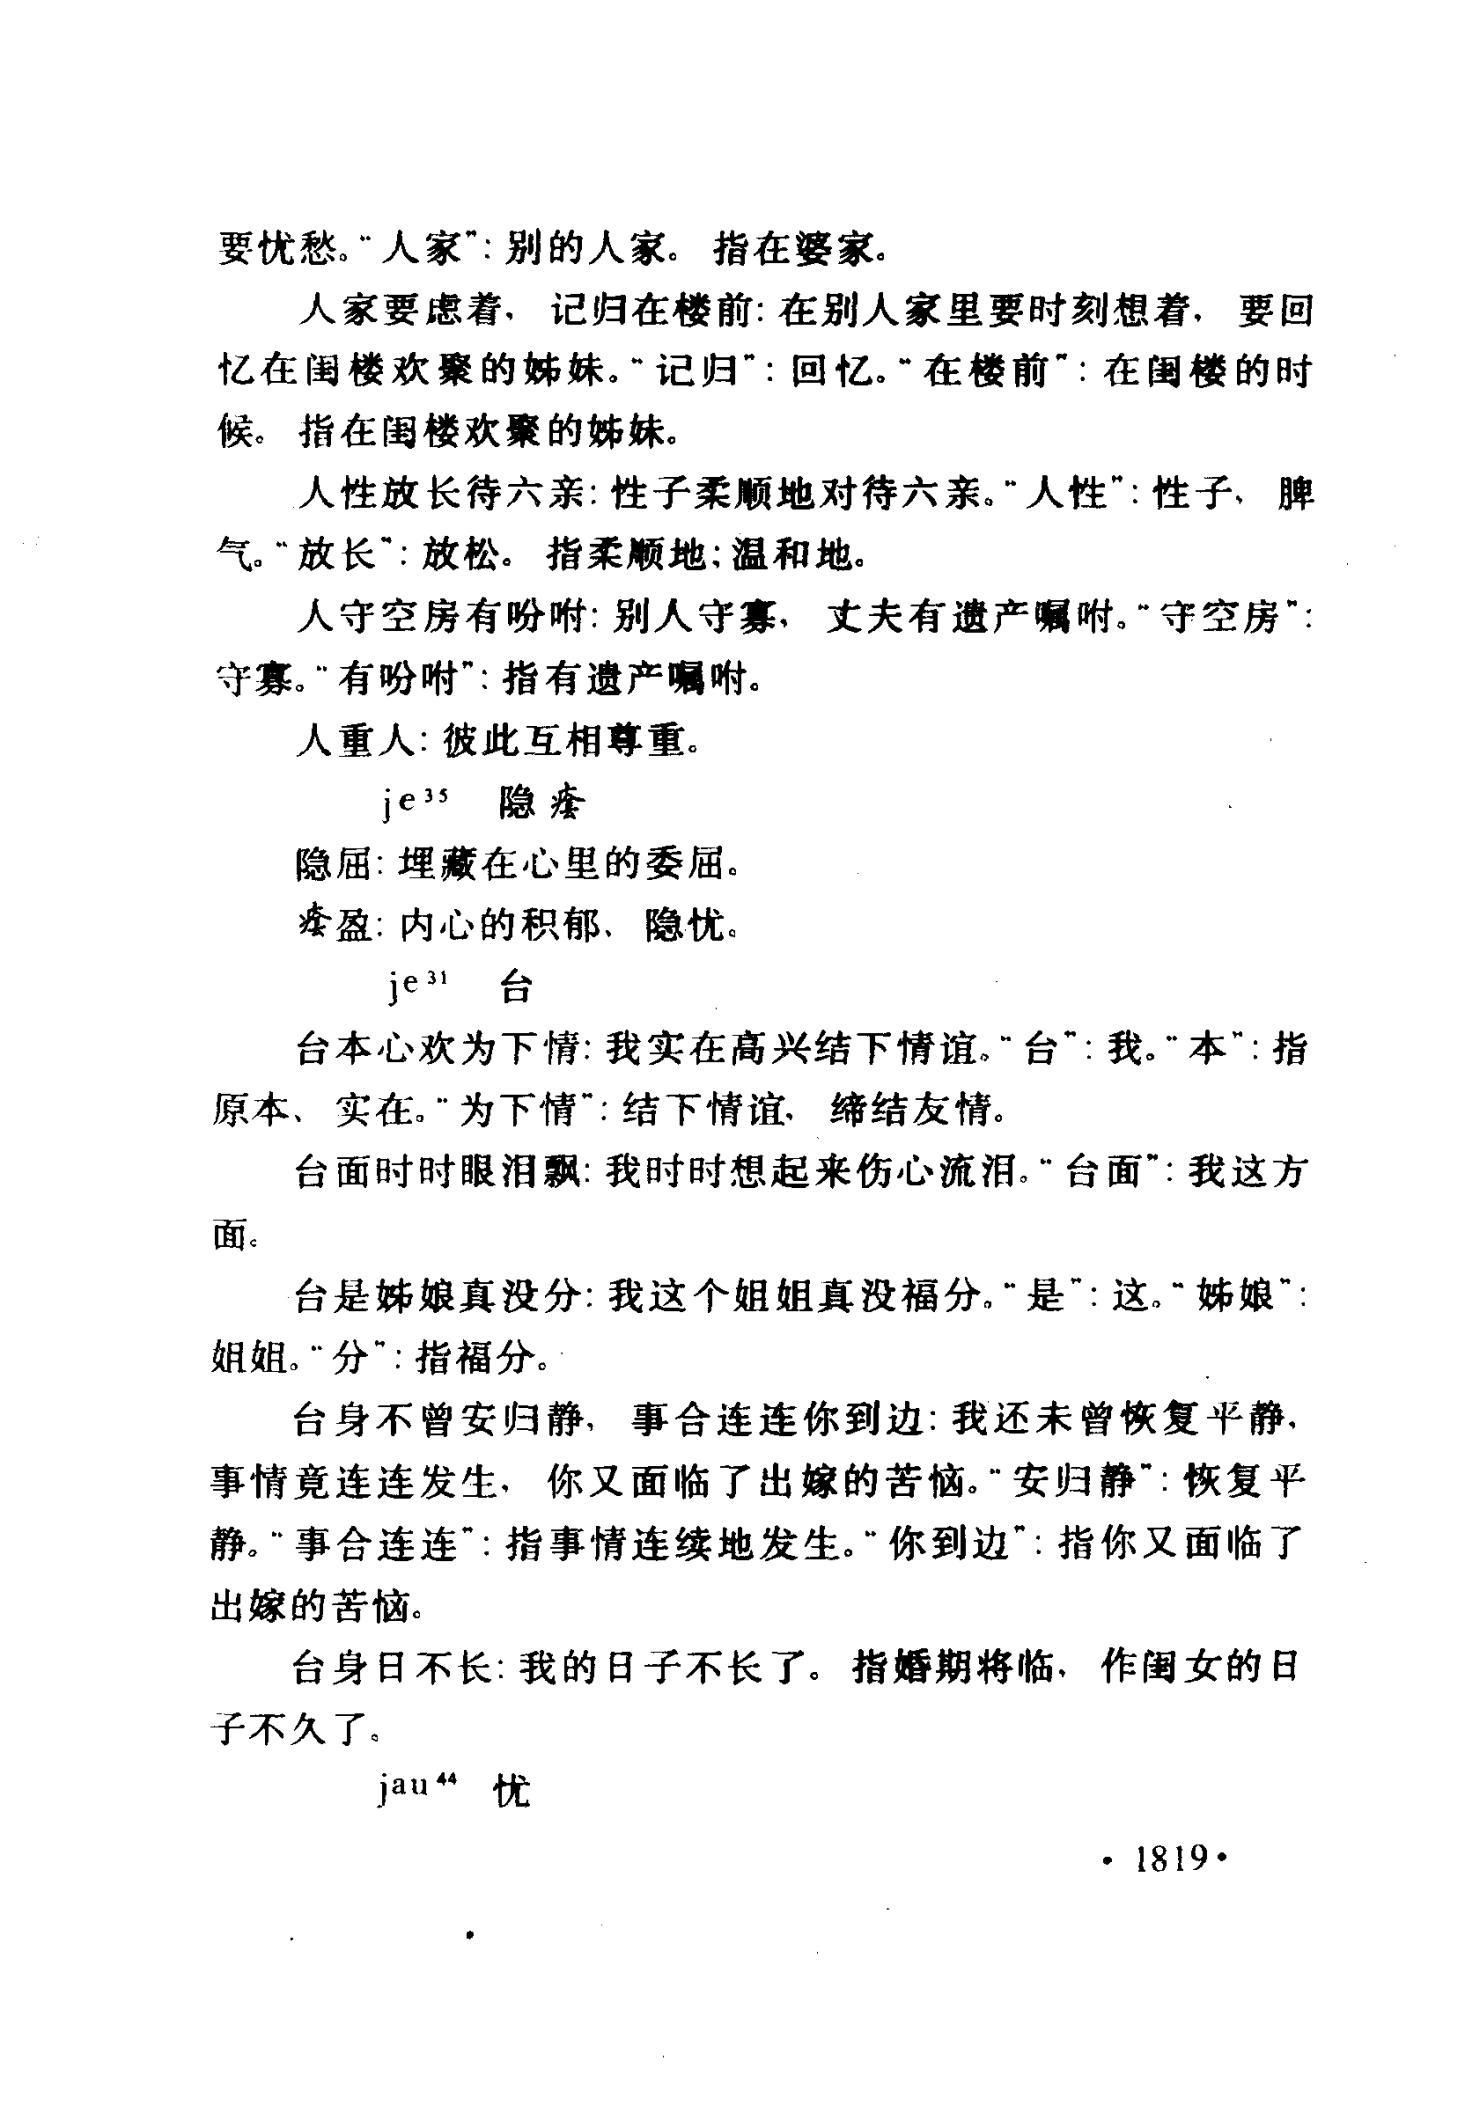 要忧愁。“人家”：别的人家。指在婆家。
人家要虑着，记归在楼前：在别人家里要时刻想着，要回
忆在闺楼欢聚的姊妹。“记归”：回忆。“在楼前”：在闺楼的时
候。指在闺楼欢聚的姊妹。
人性放长待六亲：性子柔顺地对待六亲。“人性”：性子、脾
气。“放长”：放松。指柔顺地；温和地。
人守空房有吩咐：别人守寡，丈夫有遗产嘱咐。“守空房”：
守寡。“有吩咐”：指有遗产嘱咐。
人重人：彼此互相尊重。
je³⁵ 隐
隐屈：埋藏在心里的委屈。
盈：内心的积郁、隐忧。
je³¹ 台
台本心欢为下情：我实在高兴结下情谊。“台”：我。“本”：指
原本、实在。“为下情”：结下情谊，缔结友情。
台面时时眼泪飘：我时时想起来伤心流泪。“台面”：我这方
面。
台是姊娘真没分：我这个姐姐真没福分。“是”：这。“姊娘”：
姐姐。“分”：指福分。
台身不曾安归静，事合连连你到边：我还未曾恢复平静，
事情竟连连发生，你又面临了出嫁的苦恼。“安归静”：恢复平
静。“事合连连”：指事情连续地发生。“你到边”：指你又面临了
出嫁的苦恼。
台身日不长：我的日子不长了。指婚期将临，作闺女的日
子不久了。
jau⁴⁴ 忧
·1819·